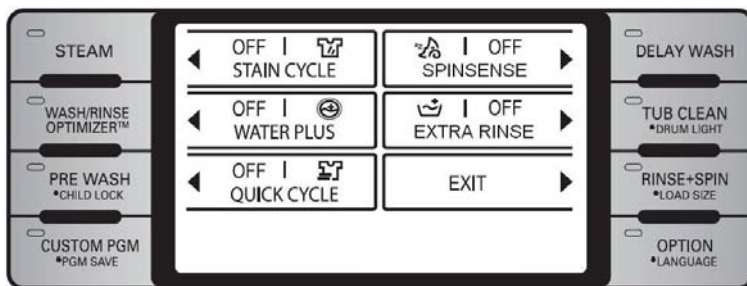 STEAM
WASH/RINSE
OPTIMIZER™
PRE WASH
•CHILD LOCK
CUSTOM PGM
•PGM SAVE
OFF | 
STAIN CYCLE
OFF | 
WATER PLUS
OFF | 
QUICK CYCLE
| OFF
SPINSENSE
| OFF
EXTRA RINSE
EXIT
DELAY WASH
TUB CLEAN
•DRUM LIGHT
RINSE+SPIN
•LOAD SIZE
OPTION
•LANGUAGE